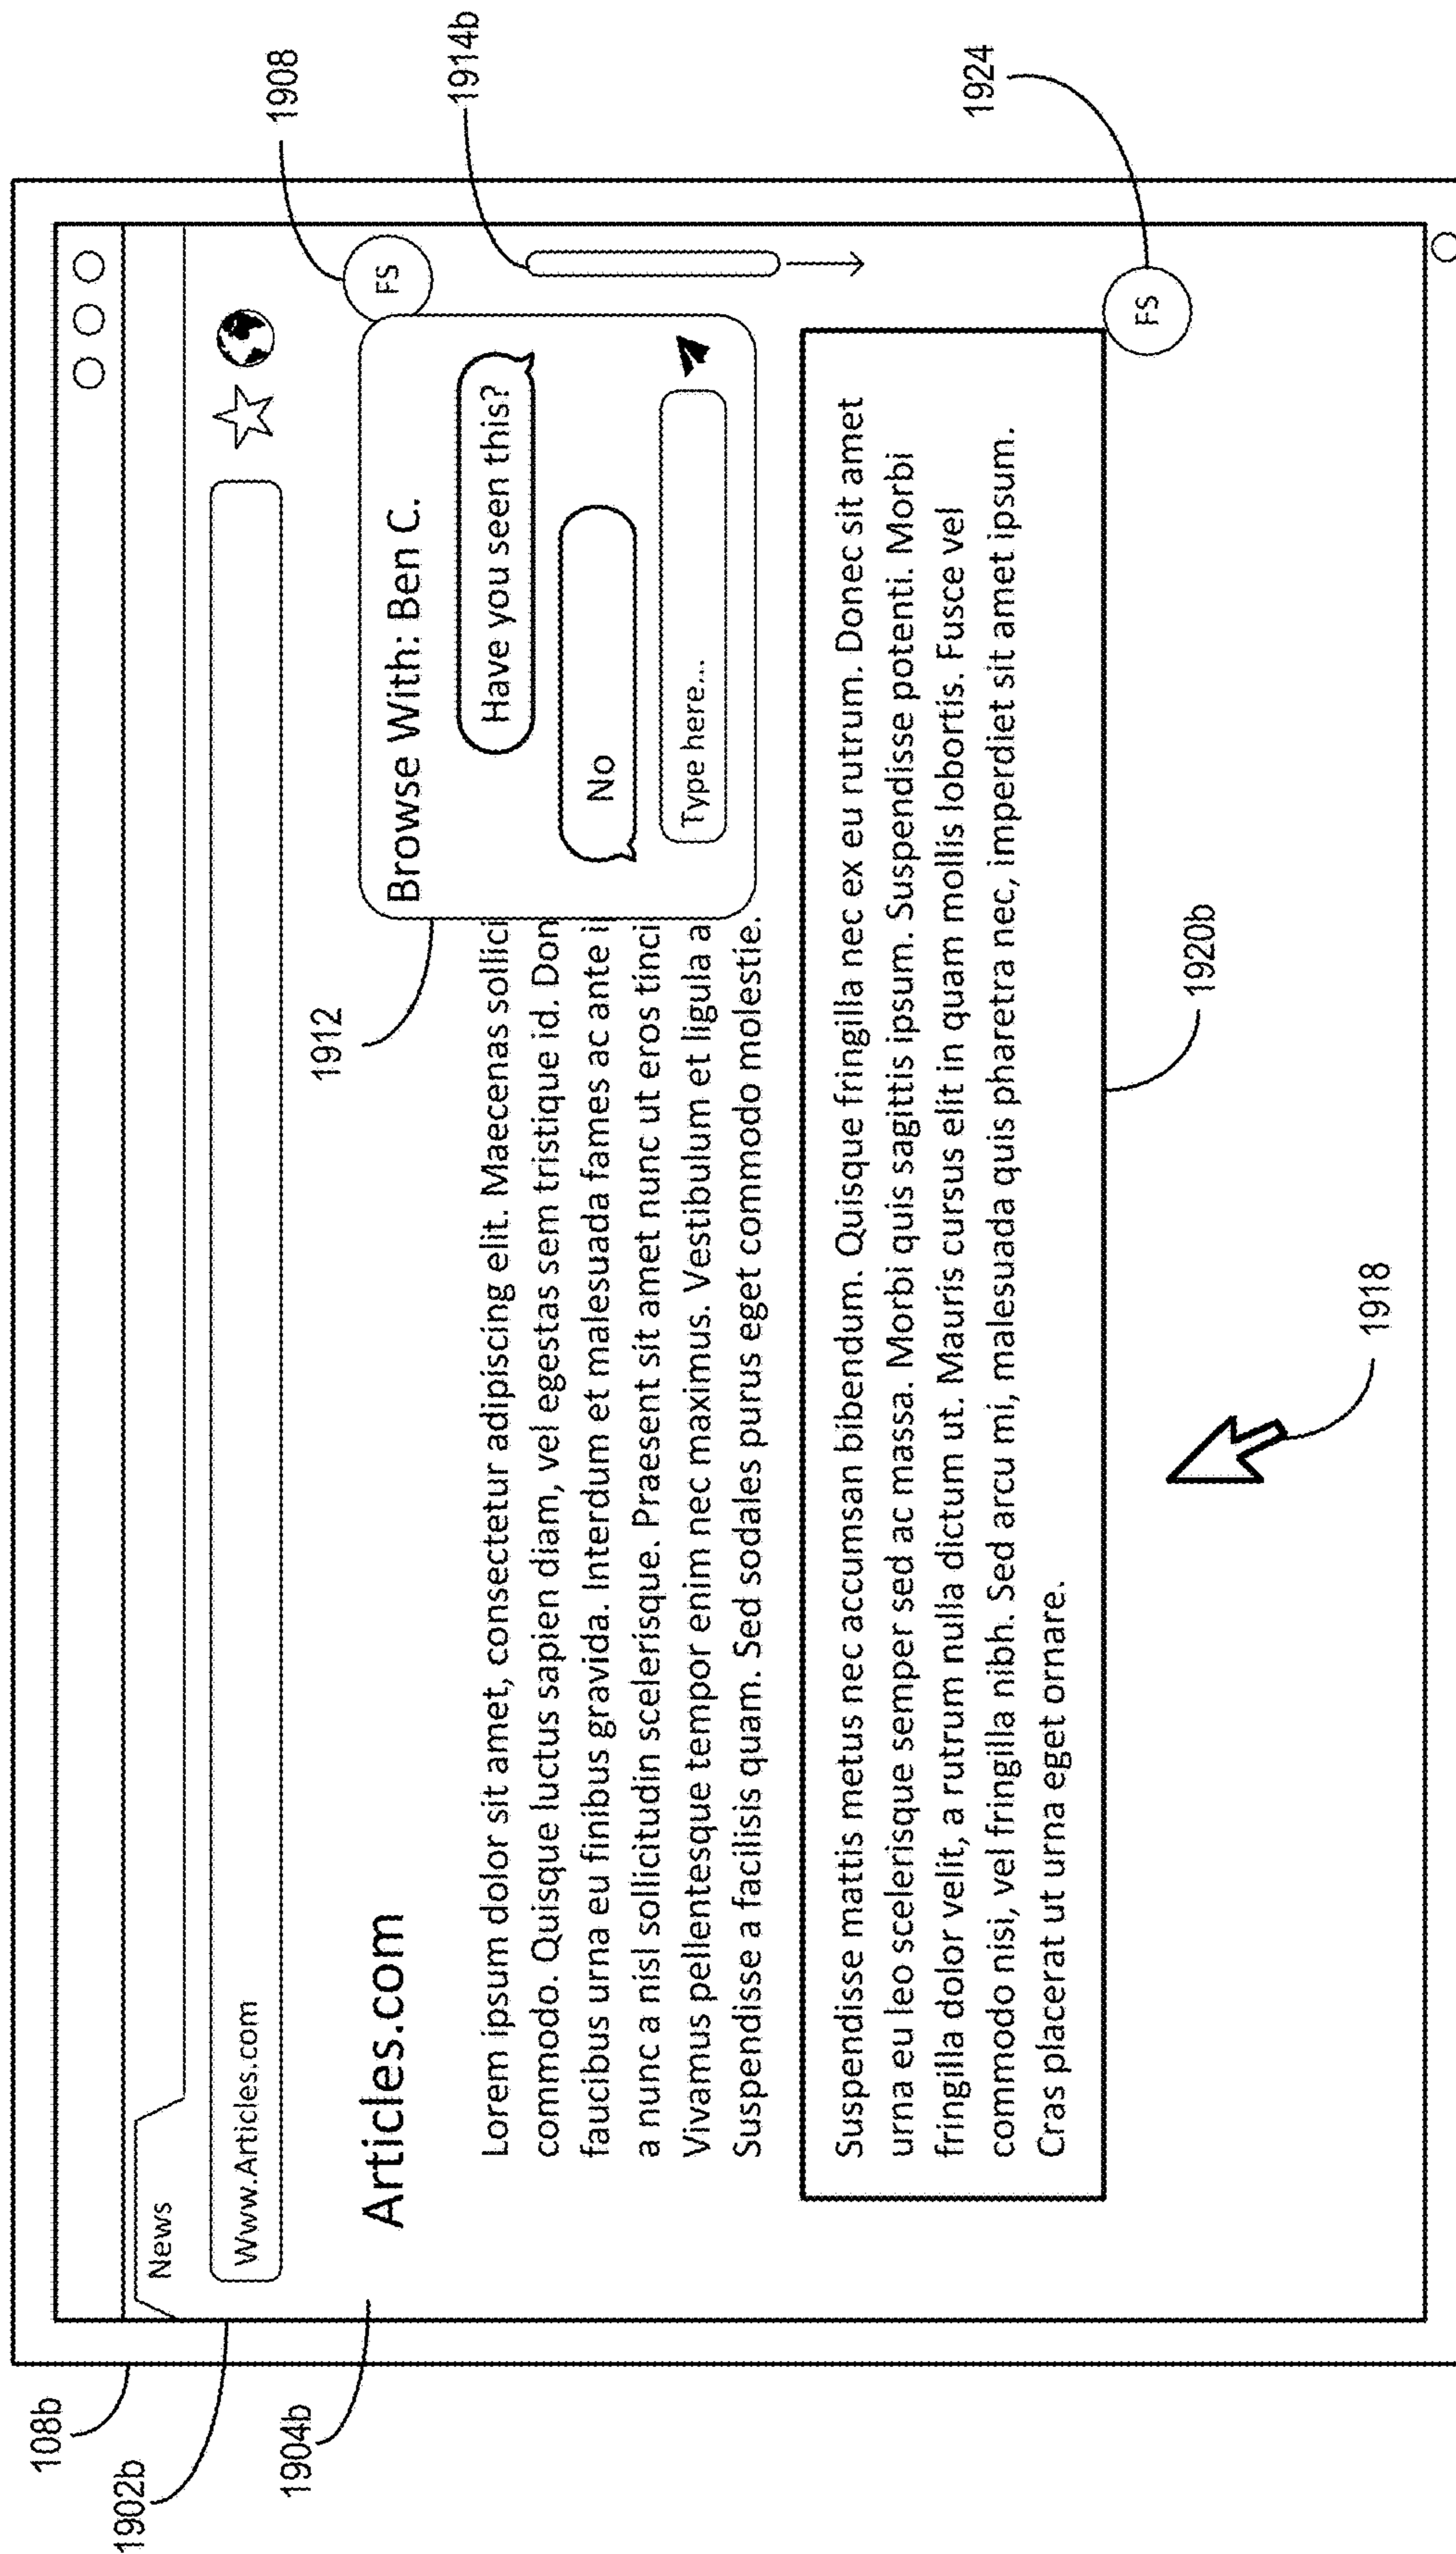 108b
1902b
1904b
News
Www.Articles.com
Articles.com
1908
FS
1914b
1912
Browse With: Ben C.
Have you seen this?
No
Type here...
Lorem ipsum dolor sit amet, consectetur adipiscing elit. Maecenas sollici
commodo. Quisque luctus sapien diam, vel egestas sem tristique id. Don
faucibus urna eu finibus gravida. Interdum et malesuada fames ac ante i
a nunc a nisl sollicitudin scelerisque. Praesent sit amet nunc ut eros tinci
Vivamus pellentesque tempor enim nec maximus. Vestibulum et ligula a
Suspendisse a facilisis quam. Sed sodales purus eget commodo molestie.
Suspendisse mattis metus nec accumsan bibendum. Quisque fringilla nec ex eu rutrum. Donec sit amet
urna eu leo scelerisque semper sed ac massa. Morbi quis sagittis ipsum. Suspendisse potenti. Morbi
fringilla dolor velit, a rutrum nulla dictum ut. Mauris cursus elit in quam mollis lobortis. Fusce vel
commodo nisi, vel fringilla nibh. Sed arcu mi, malesuada quis pharetra nec, imperdiet sit amet ipsum.
Cras placerat ut urna eget ornare.
1924
FS
1920b
1918